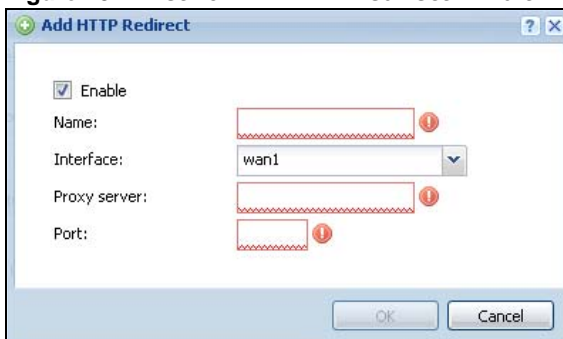 Add HTTP Redirect
Enable
Name:
Interface: wan1
Proxy server:
Port:
OK Cancel